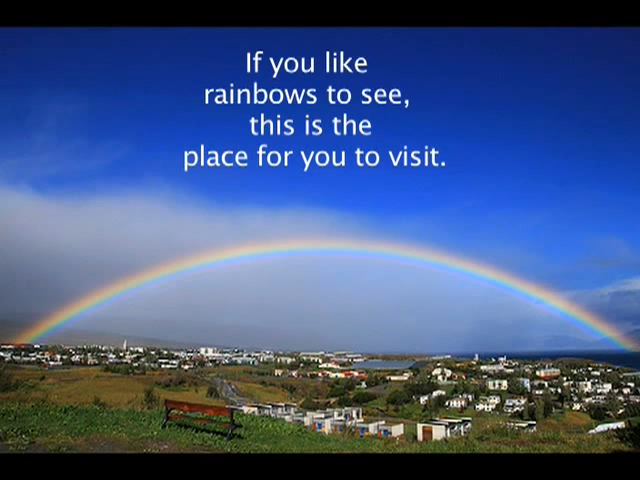 If you like
rainbows to see,
this is the
place for you to visit.